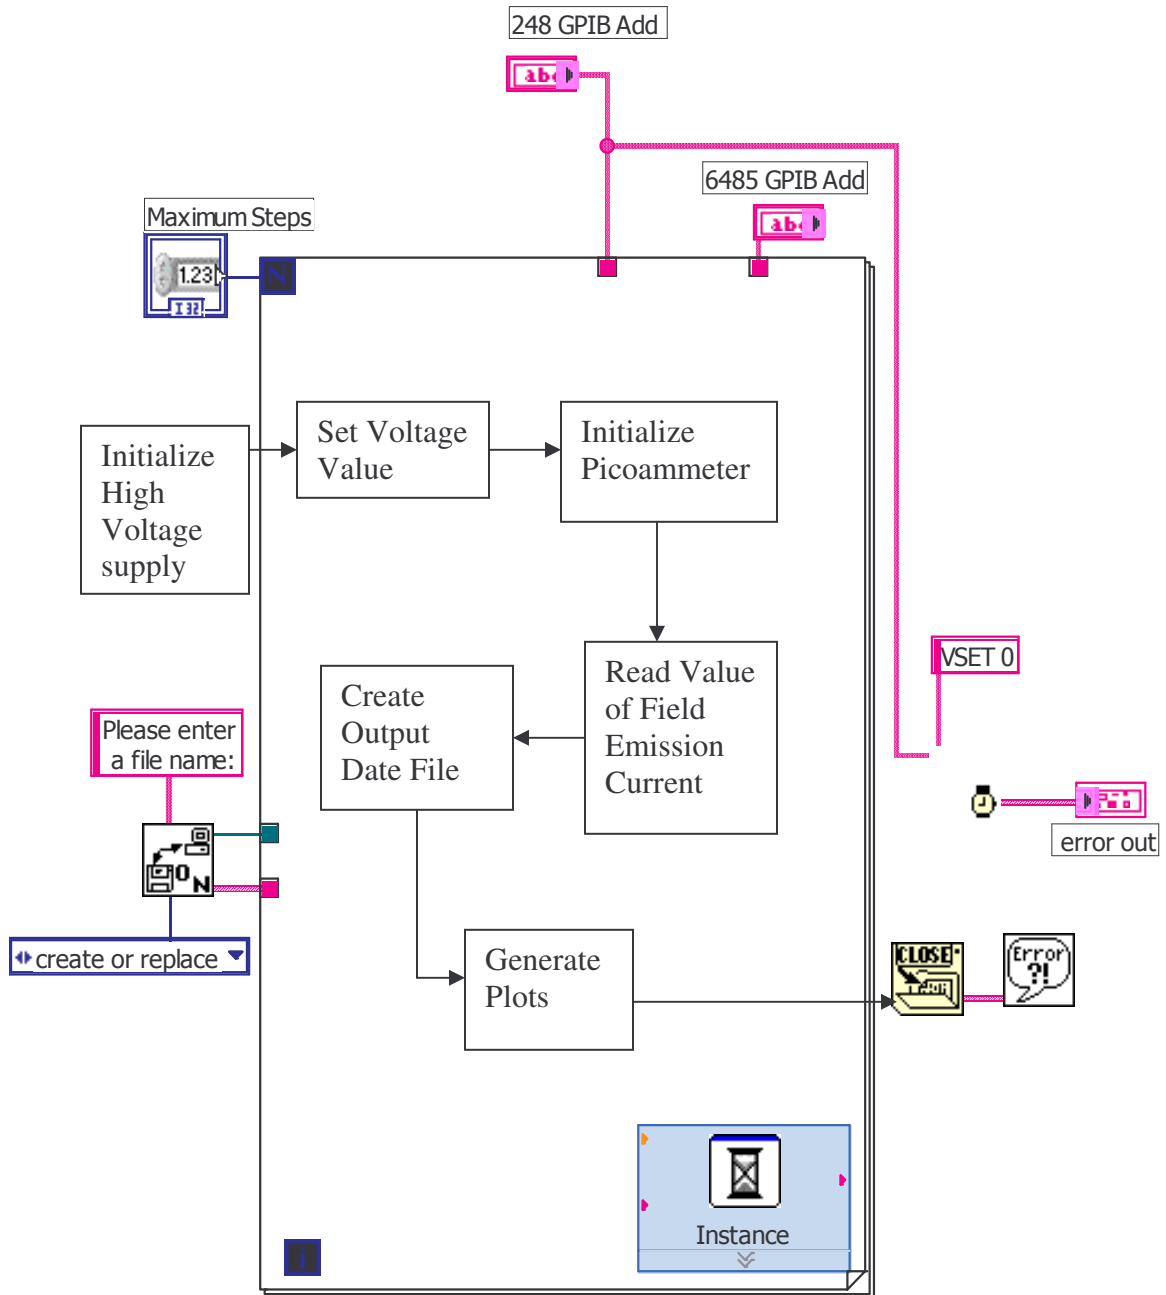 248 GPIB Add
abc
6485 GPIB Add
abc
Maximum Steps
1.23
I32
N
Set Voltage
Value
Initialize
Picoammeter
Initialize
High
Voltage
supply
Read Value
of Field
Emission
Current
Create
Output
Date File
VSET 0
Please enter
a file name:
O
N
create or replace
error out
Generate
Plots
CLOSE
Error
?!
Instance
i